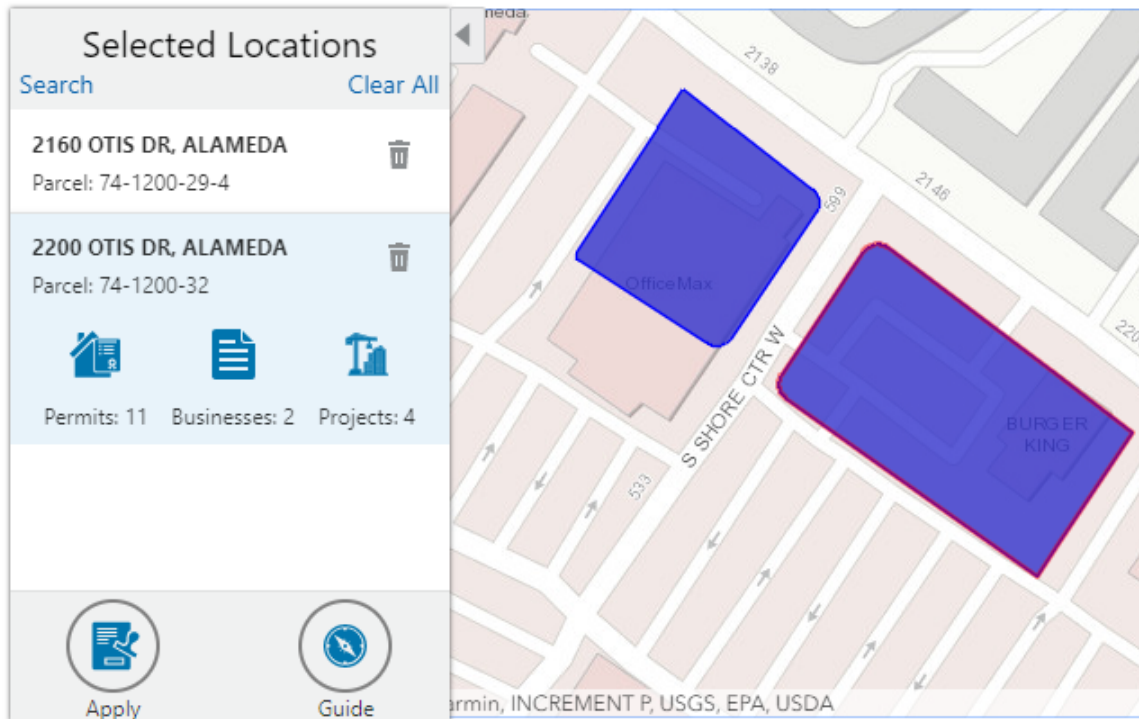 Selected Locations
Search
Clear All
2160 OTIS DR, ALAMEDA
Parcel: 74-1200-29-4
2200 OTIS DR, ALAMEDA
Parcel: 74-1200-32
Permits: 11
Businesses: 2
Projects: 4
Apply
Guide
2138
2146
599
OfficeMax
S SHORE CTR W
BURGER
KING
533
INCREMENT P, USGS, EPA, USDA